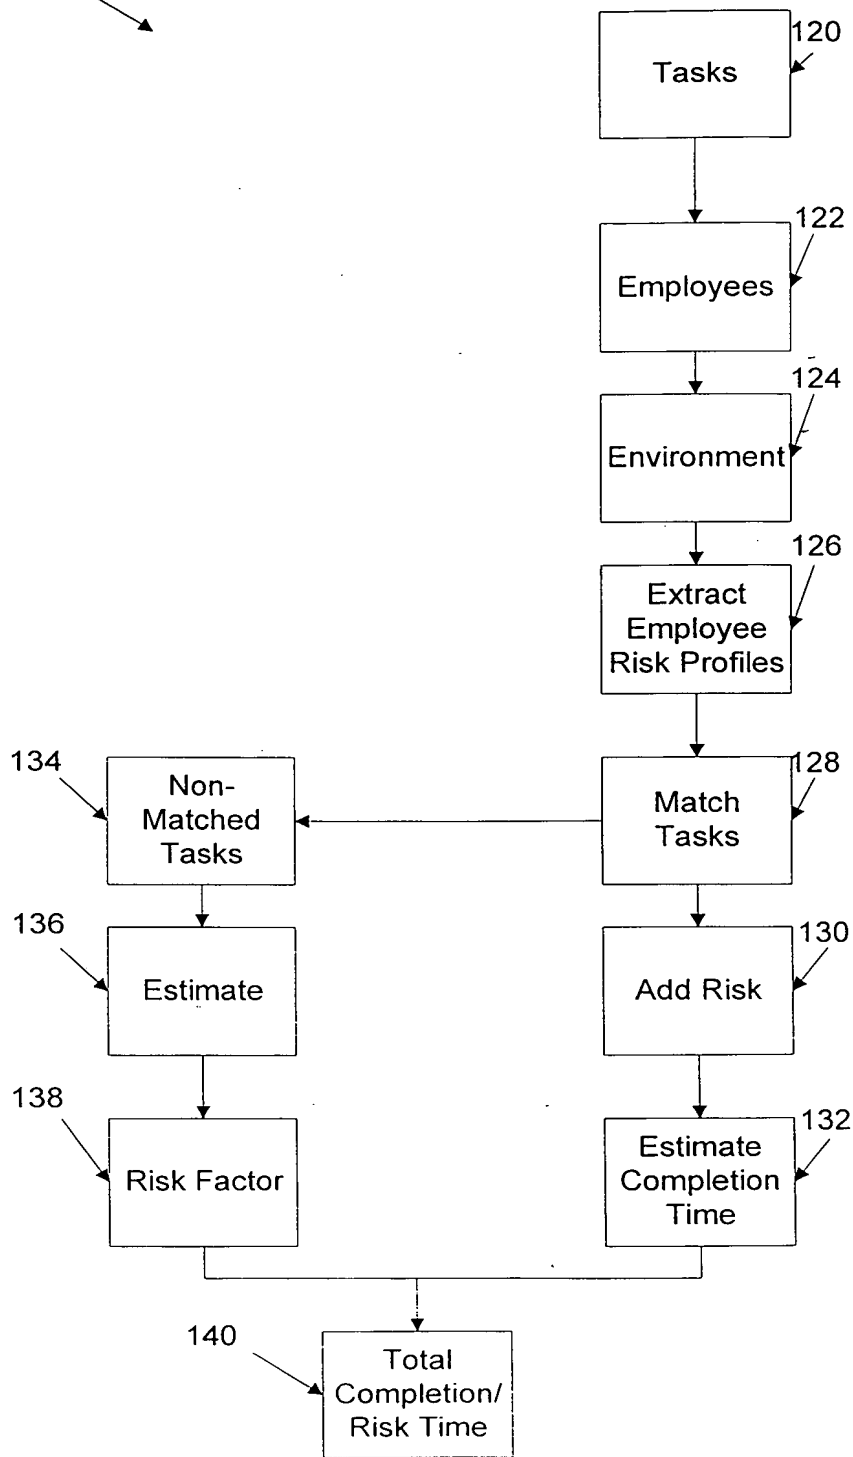 120
Tasks
122
Employees
124
Environment
126
Extract
Employee
Risk Profiles
134
Non-
Matched
Tasks
128
Match
Tasks
136
Estimate
130
Add Risk
138
Risk Factor
132
Estimate
Completion
Time
140
Total
Completion/
Risk Time